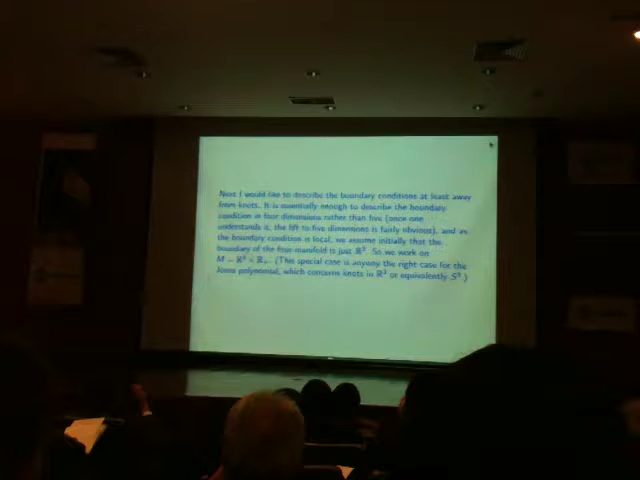 Next I would like to describe the boundary conditions at least away
from knots. It is essentially enough to describe the boundary
condition in four dimensions rather than five (once one
understands it, the lift to five dimensions is fairly obvious), and as
the boundary condition is local, we assume initially that the
boundary of the four-manifold is just ℝ³. So we work on
M = ℝ³ × ℝ₊. (This special case is anyway the right case for the
Jones polynomial, which concerns knots in ℝ³ or equivalently S³.)